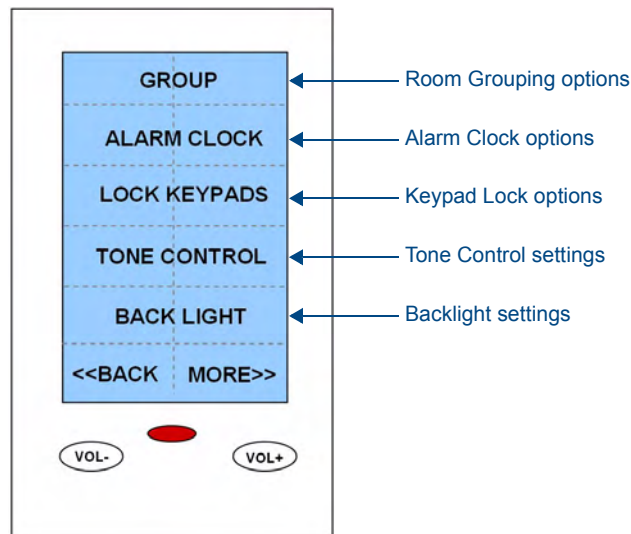 GROUP
Room Grouping options
ALARM CLOCK
Alarm Clock options
LOCK KEYPADS
Keypad Lock options
TONE CONTROL
Tone Control settings
BACK LIGHT
Backlight settings
<<BACK MORE>>
VOL- VOL+